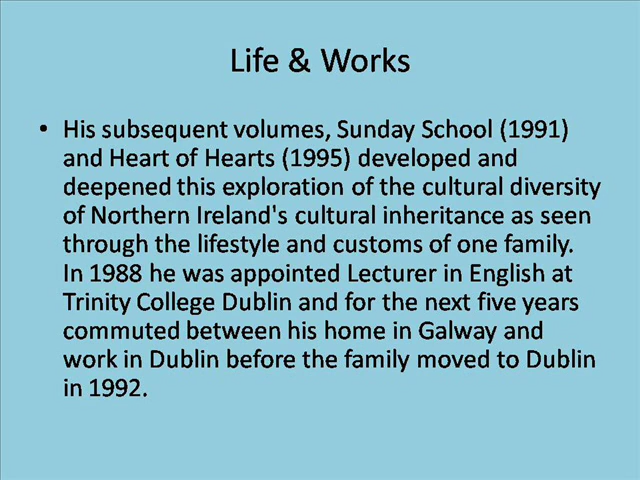 Life & Works
• His subsequent volumes, Sunday School (1991)
and Heart of Hearts (1995) developed and
deepened this exploration of the cultural diversity
of Northern Ireland's cultural inheritance as seen
through the lifestyle and customs of one family.
In 1988 he was appointed Lecturer in English at
Trinity College Dublin and for the next five years
commuted between his home in Galway and
work in Dublin before the family moved to Dublin
in 1992.